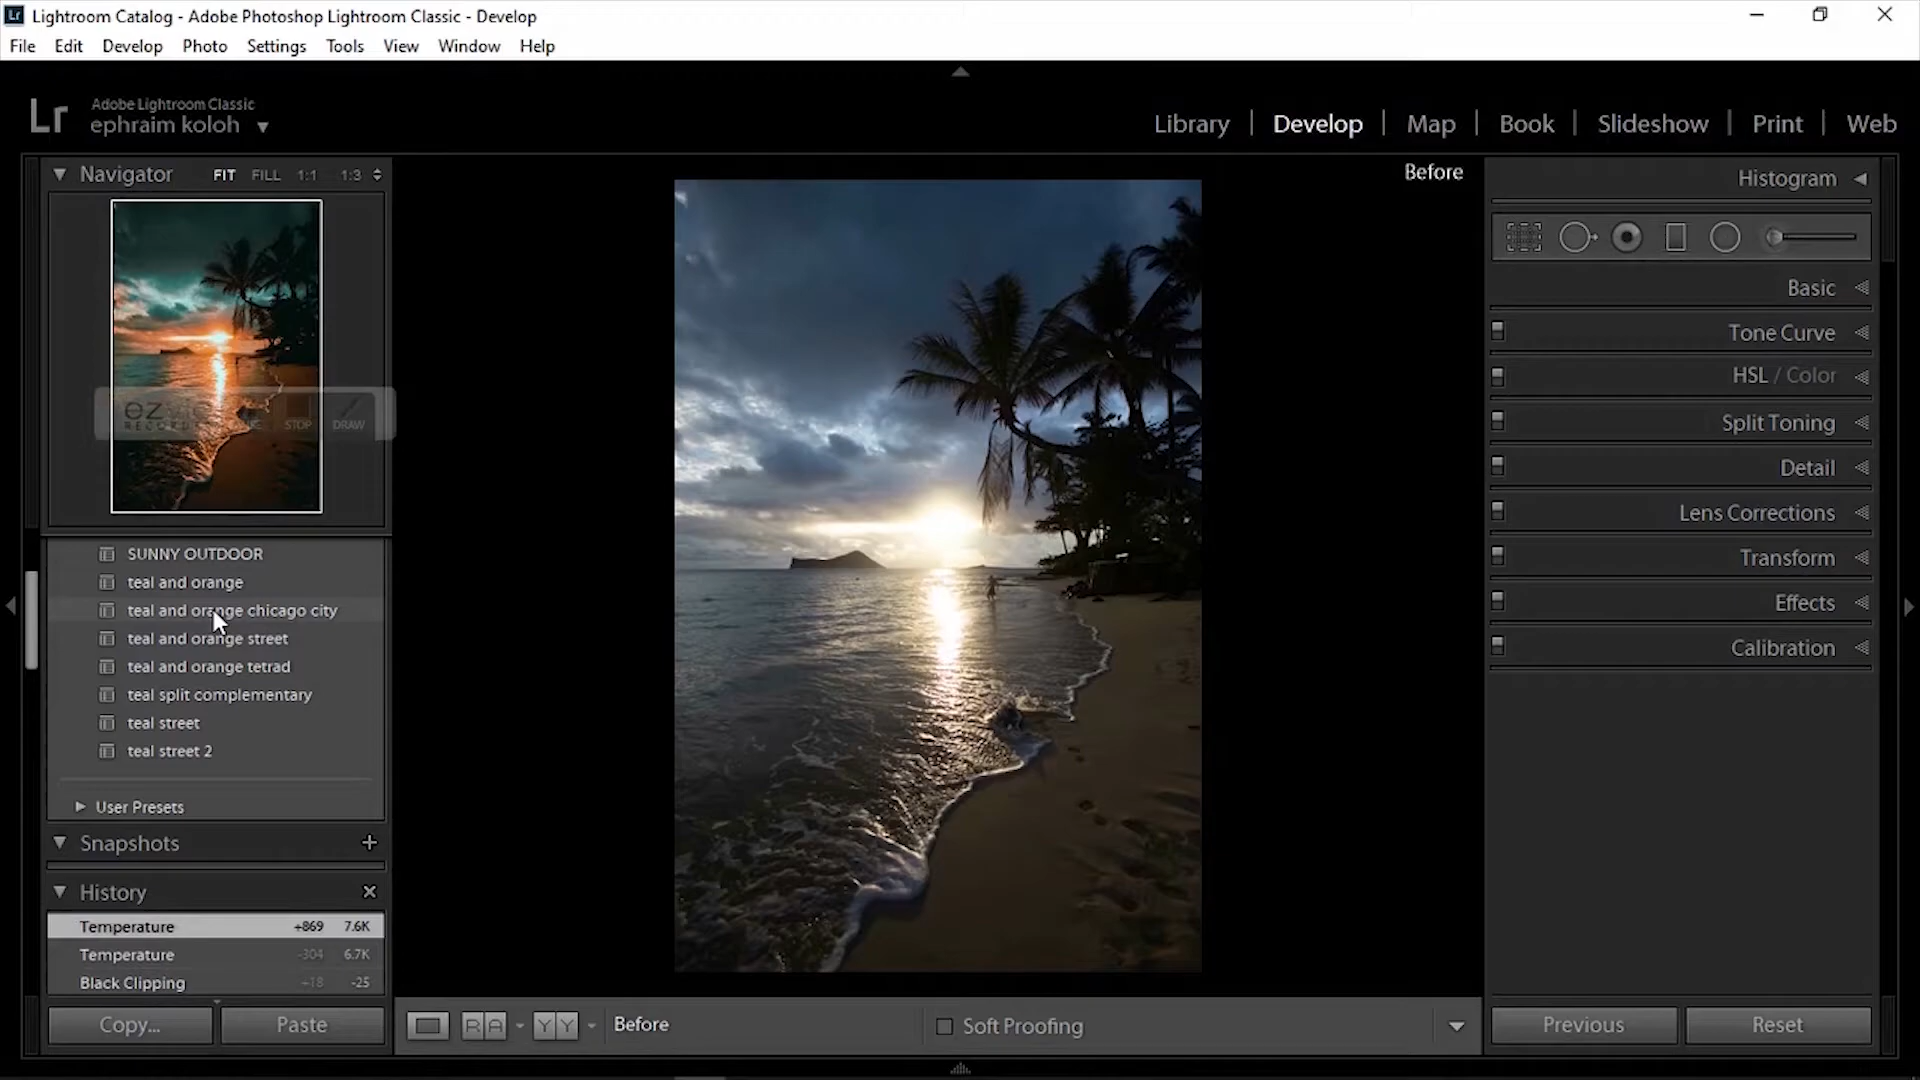 Lightroom Catalog - Adobe Photoshop Lightroom Classic - Develop
File Edit Develop Photo Settings Tools View Window Help
Lr
Adobe Lightroom Classic
ephraim koloh
Library | Develop | Map | Book | Slideshow | Print | Web
Navigator FIT FILL 1:1 1:3
Before
Histogram
Basic
Tone Curve
HSL / Color
Split Toning
Detail
Lens Corrections
Transform
Effects
Calibration
STOP DRAW
SUNNY OUTDOOR
teal and orange
teal and orange chicago city
teal and orange street
teal and orange tetrad
teal split complementary
teal street
teal street 2
User Presets
Snapshots
History
Temperature +869 7.6K
Temperature -304 6.7K
Black Clipping +18 -25
Copy... Paste
R A Y Y Before Soft Proofing
Previous Reset